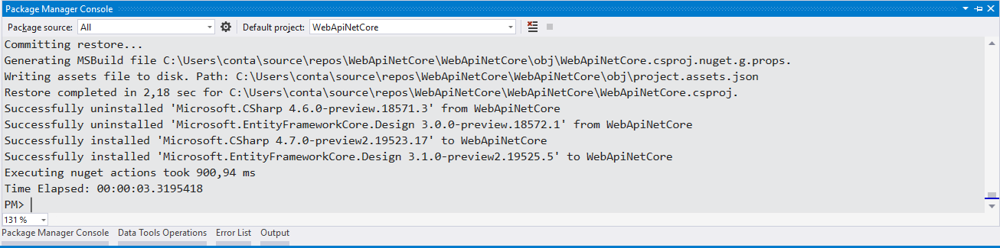 Package Manager Console
Package source: All Default project: WebApiNetCore
Committing restore...
Generating MSBuild file C:\Users\conta\source\repos\WebApiNetCore\WebApiNetCore\obj\WebApiNetCore.csproj.nuget.g.props.
Writing assets file to disk. Path: C:\Users\conta\source\repos\WebApiNetCore\WebApiNetCore\obj\project.assets.json
Restore completed in 2,18 sec for C:\Users\conta\source\repos\WebApiNetCore\WebApiNetCore\WebApiNetCore.csproj.
Successfully uninstalled 'Microsoft.CSharp 4.6.0-preview.18571.3' from WebApiNetCore
Successfully uninstalled 'Microsoft.EntityFrameworkCore.Design 3.0.0-preview.18572.1' from WebApiNetCore
Successfully installed 'Microsoft.CSharp 4.7.0-preview2.19523.17' to WebApiNetCore
Successfully installed 'Microsoft.EntityFrameworkCore.Design 3.1.0-preview2.19525.5' to WebApiNetCore
Executing nuget actions took 900,94 ms
Time Elapsed: 00:00:03.3195418
PM>
131 %
Package Manager Console Data Tools Operations Error List Output